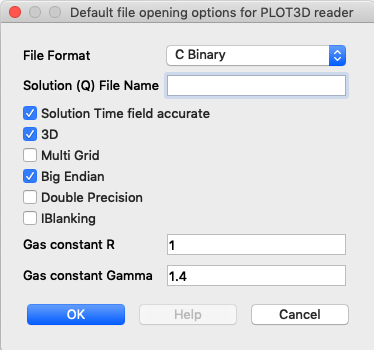 Default file opening options for PLOT3D reader
File Format C Binary
Solution (Q) File Name
Solution Time field accurate
3D
Multi Grid
Big Endian
Double Precision
IBlanking
Gas constant R 1
Gas constant Gamma 1.4
OK Help Cancel